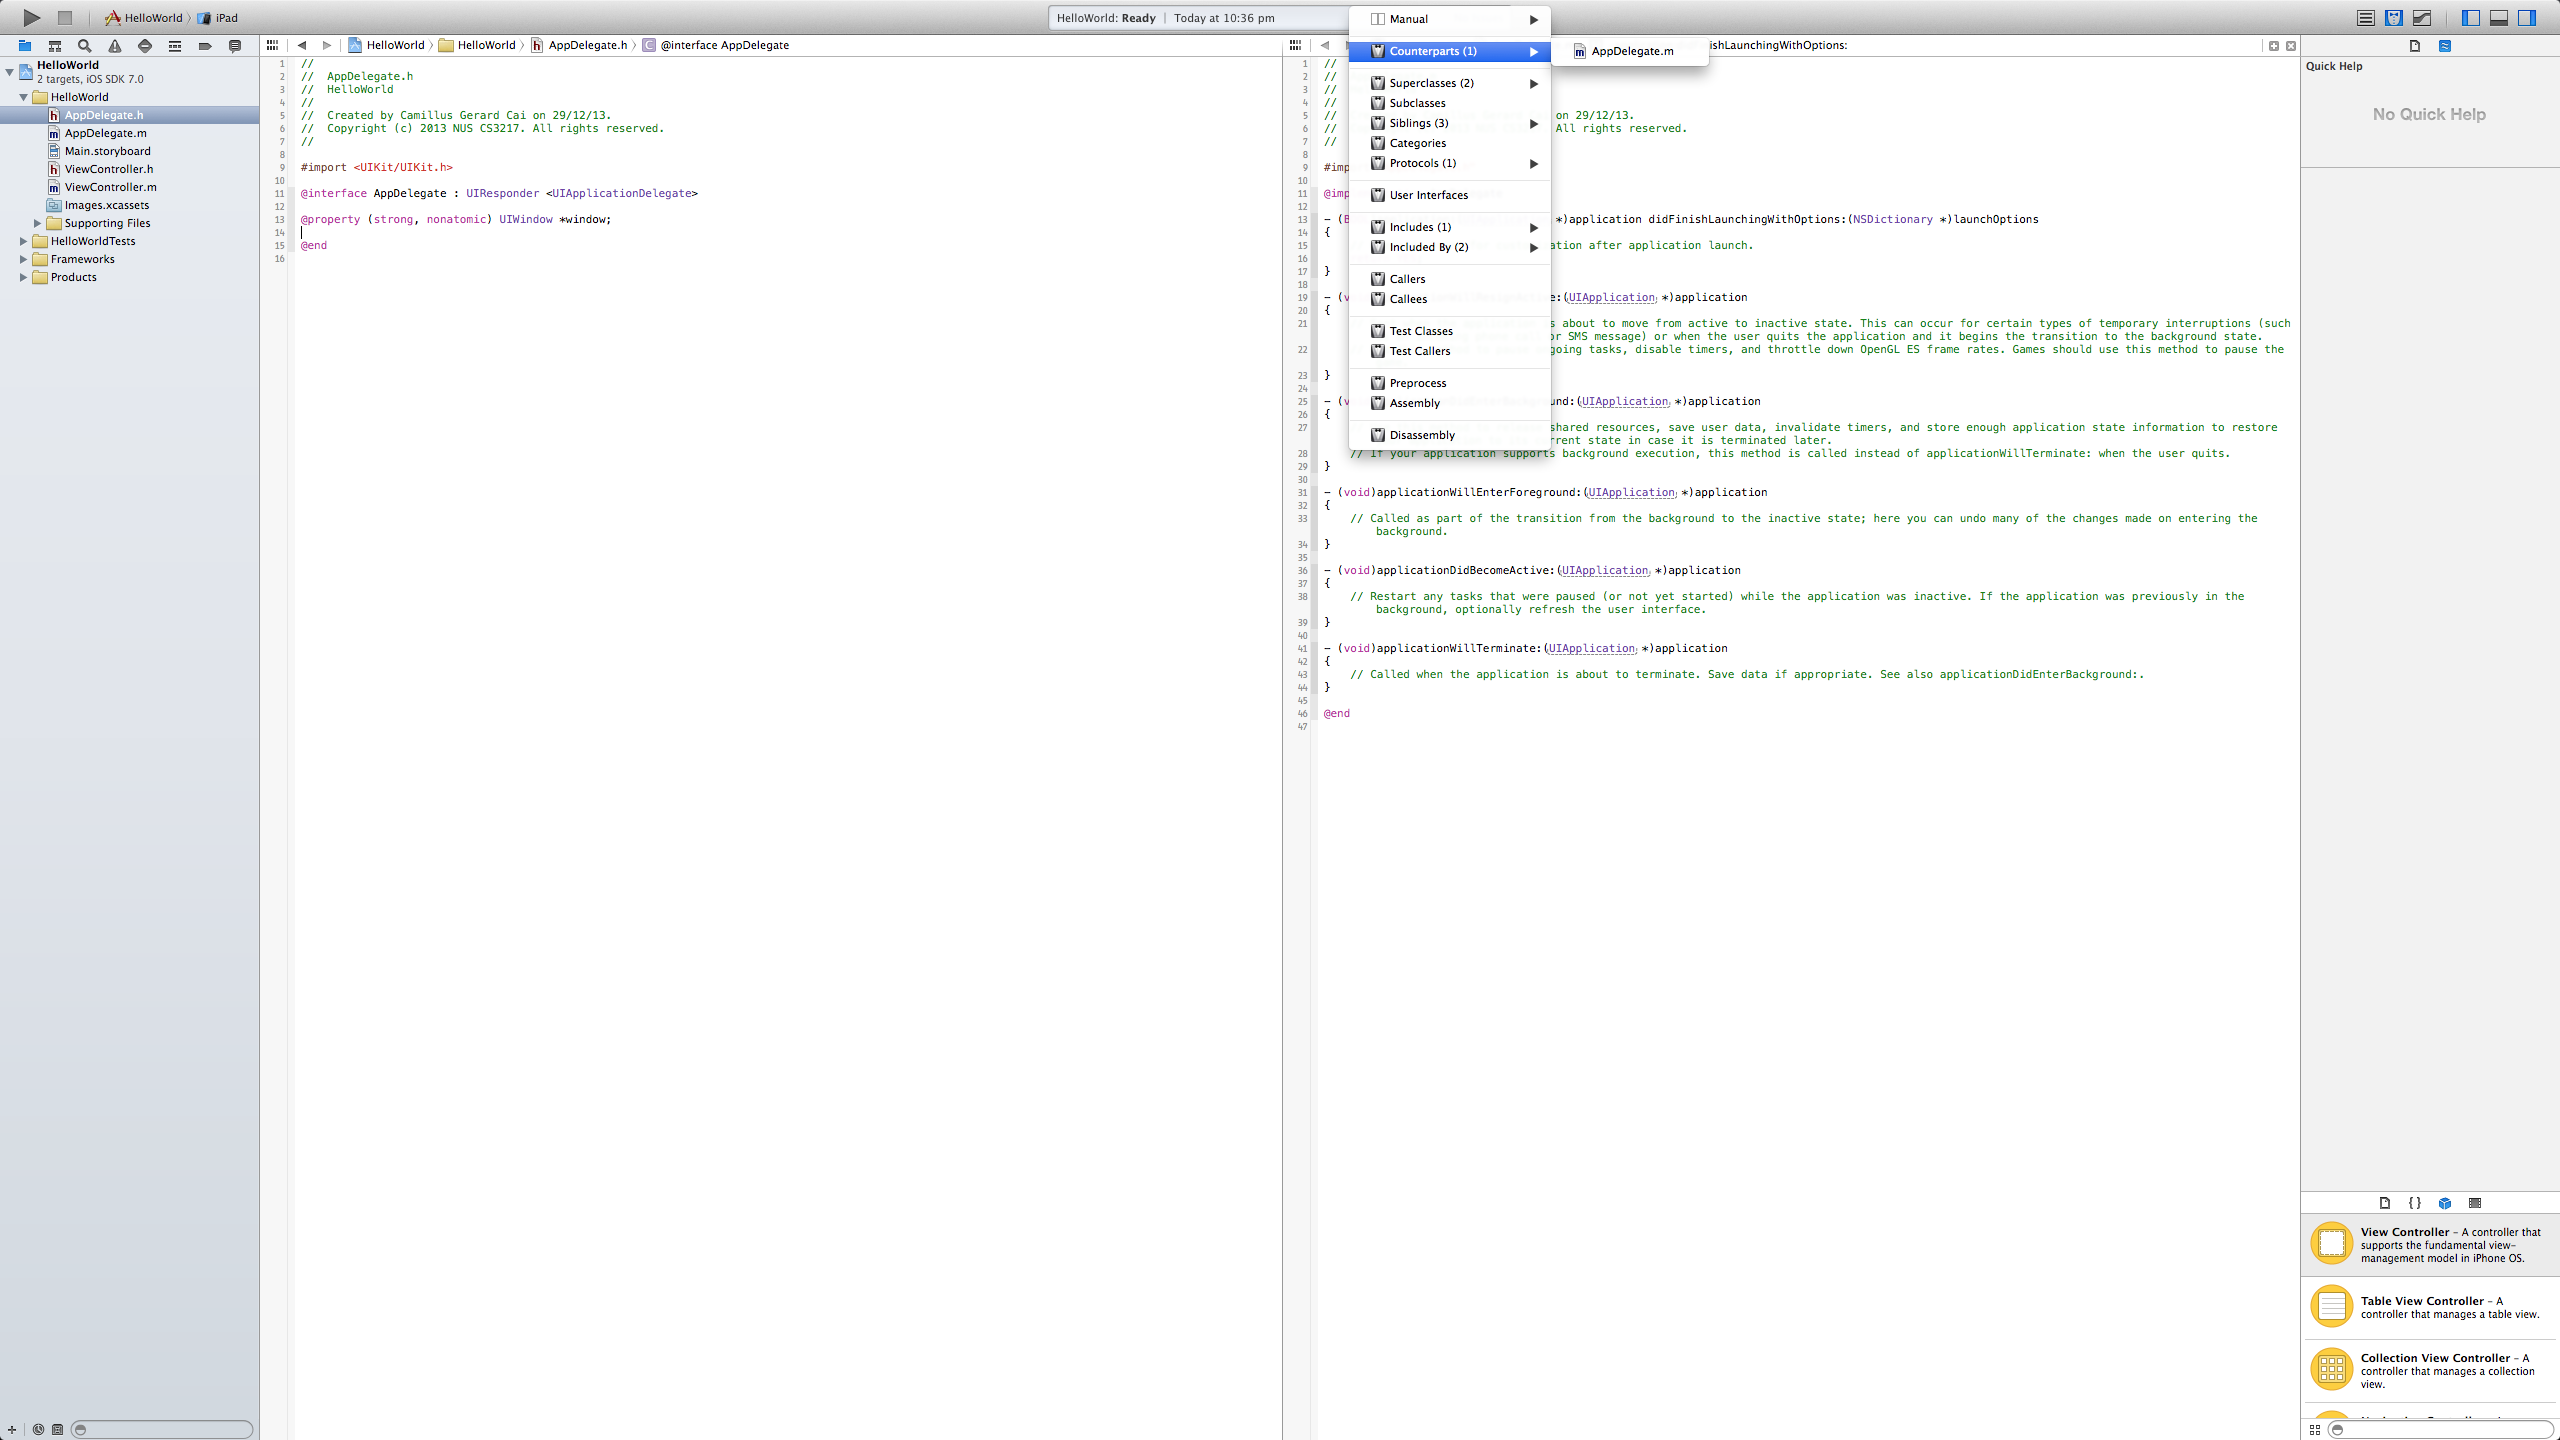 HelloWorld 〉 iPad
HelloWorld: Ready | Today at 10:36 pm
HelloWorld
2 targets, iOS SDK 7.0
HelloWorld
AppDelegate.h
AppDelegate.m
Main.storyboard
ViewController.h
ViewController.m
Images.xcassets
Supporting Files
HelloWorldTests
Frameworks
Products
HelloWorld 〉 HelloWorld 〉 AppDelegate.h 〉 @interface AppDelegate
1 //
2 //  AppDelegate.h
3 //  HelloWorld
4 //
5 //  Created by Camillus Gerard Cai on 29/12/13.
6 //  Copyright (c) 2013 NUS CS3217. All rights reserved.
7 //
8
9 #import <UIKit/UIKit.h>
10
11 @interface AppDelegate : UIResponder <UIApplicationDelegate>
12
13 @property (strong, nonatomic) UIWindow *window;
14
15 @end
16
Manual
Counterparts (1)
AppDelegate.m
Superclasses (2)
Subclasses
Siblings (3)
Categories
Protocols (1)
User Interfaces
Includes (1)
Included By (2)
Callers
Callees
Test Classes
Test Callers
Preprocess
Assembly
Disassembly
ishLaunchingWithOptions:
1 //
2 //
3 //
4 //
5 // on 29/12/13.
6 // All rights reserved.
7 //
8
9 #imp
10
11 @imp
12
13 - ( *)application didFinishLaunchingWithOptions:(NSDictionary *)launchOptions
14 {
15 ation after application launch.
16
17 }
18
19 - (v :(UIApplication *)application
20 {
21 s about to move from active to inactive state. This can occur for certain types of temporary interruptions (such
or SMS message) or when the user quits the application and it begins the transition to the background state.
22 going tasks, disable timers, and throttle down OpenGL ES frame rates. Games should use this method to pause the
23 }
24
25 - (v und:(UIApplication *)application
26 {
27 shared resources, save user data, invalidate timers, and store enough application state information to restore
rrent state in case it is terminated later.
28 // If your application supports background execution, this method is called instead of applicationWillTerminate: when the user quits.
29 }
30
31 - (void)applicationWillEnterForeground:(UIApplication *)application
32 {
33 // Called as part of the transition from the background to the inactive state; here you can undo many of the changes made on entering the
background.
34 }
35
36 - (void)applicationDidBecomeActive:(UIApplication *)application
37 {
38 // Restart any tasks that were paused (or not yet started) while the application was inactive. If the application was previously in the
background, optionally refresh the user interface.
39 }
40
41 - (void)applicationWillTerminate:(UIApplication *)application
42 {
43 // Called when the application is about to terminate. Save data if appropriate. See also applicationDidEnterBackground:.
44 }
45
46 @end
47
Quick Help
No Quick Help
{ }
View Controller – A controller that
supports the fundamental view-
management model in iPhone OS.
Table View Controller – A
controller that manages a table view.
Collection View Controller – A
controller that manages a collection
view.